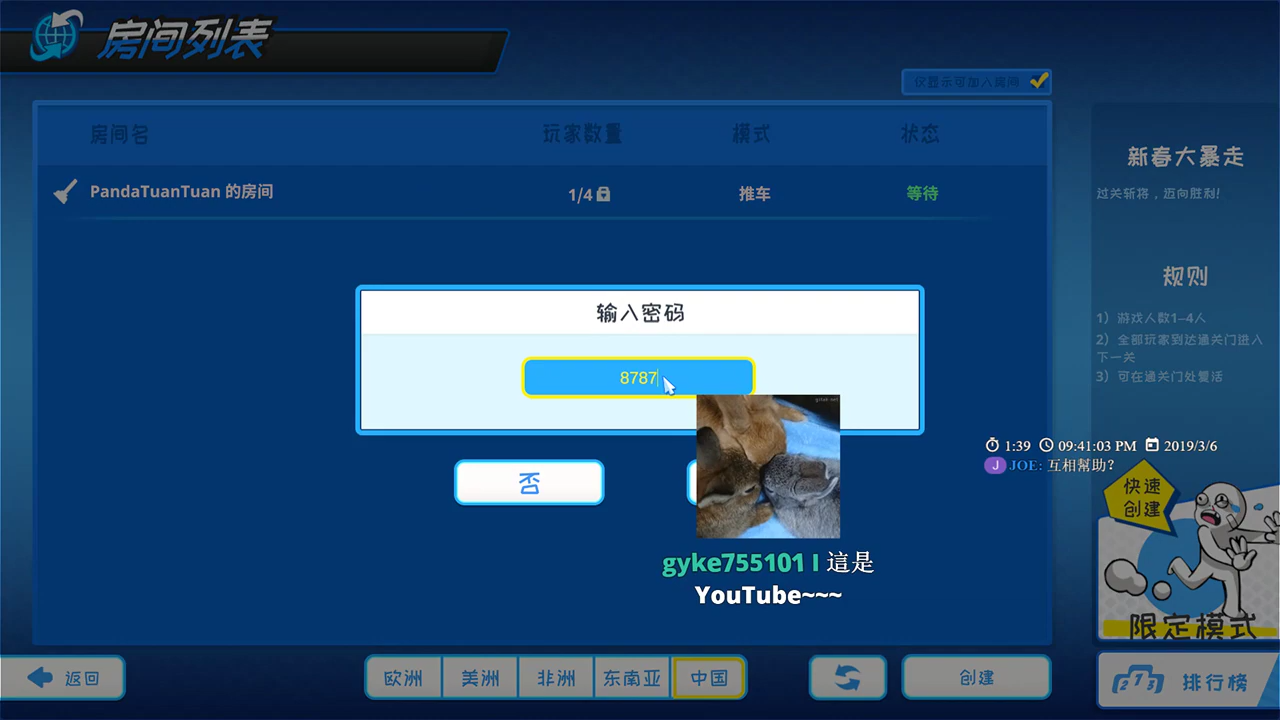 房间列表
仅显示可加入房间
房间名 玩家数量 模式 状态
PandaTuanTuan 的房间 1/4 推车 等待
输入密码
8787
否
gyke755101 I 這是
YouTube~~~
新春大暴走
过关斩将，迈向胜利!
规则
1）游戏人数1-4人
2）全部玩家到达通关门进入
下一关
3）可在通关门处复活
1:39 09:41:03 PM 2019/3/6
J JOE: 互相幫助?
快速
创建
限定模式
返回 欧洲 美洲 非洲 东南亚 中国 创建 排行榜